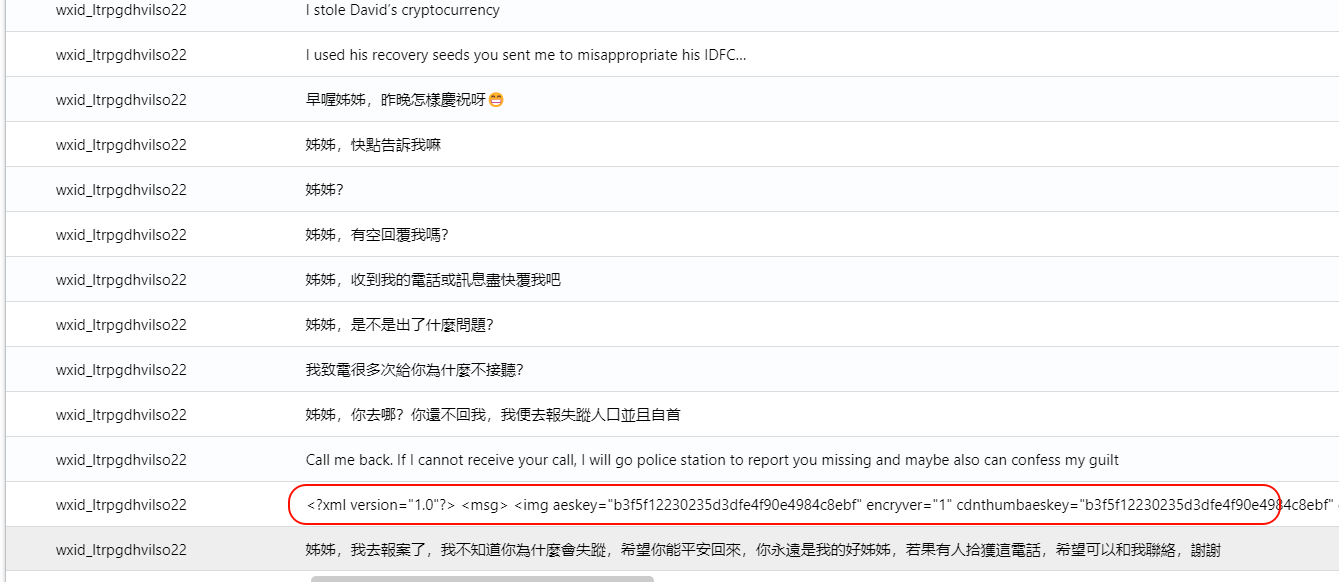 wxid_ltrpgdhvilso22 I stole David’s cryptocurrency
wxid_ltrpgdhvilso22 I used his recovery seeds you sent me to misappropriate his IDFC...
wxid_ltrpgdhvilso22 早喔姊姊，昨晚怎樣慶祝呀😁
wxid_ltrpgdhvilso22 姊姊，快點告訴我嘛
wxid_ltrpgdhvilso22 姊姊？
wxid_ltrpgdhvilso22 姊姊，有空回覆我嗎？
wxid_ltrpgdhvilso22 姊姊，收到我的電話或訊息盡快覆我吧
wxid_ltrpgdhvilso22 姊姊，是不是出了什麼問題？
wxid_ltrpgdhvilso22 我致電很多次給你為什麼不接聽？
wxid_ltrpgdhvilso22 姊姊，你去哪？你還不回我，我便去報失蹤人口並且自首
wxid_ltrpgdhvilso22 Call me back. If I cannot receive your call, I will go police station to report you missing and maybe also can confess my guilt
wxid_ltrpgdhvilso22 <?xml version="1.0"?> <msg> <img aeskey="b3f5f12230235d3dfe4f90e4984c8ebf" encryver="1" cdnthumbaeskey="b3f5f12230235d3dfe4f90e4984c8ebf"
wxid_ltrpgdhvilso22 姊姊，我去報案了，我不知道你為什麼會失蹤，希望你能平安回來，你永遠是我的好姊姊，若果有人拾獲這電話，希望可以和我聯絡，謝謝